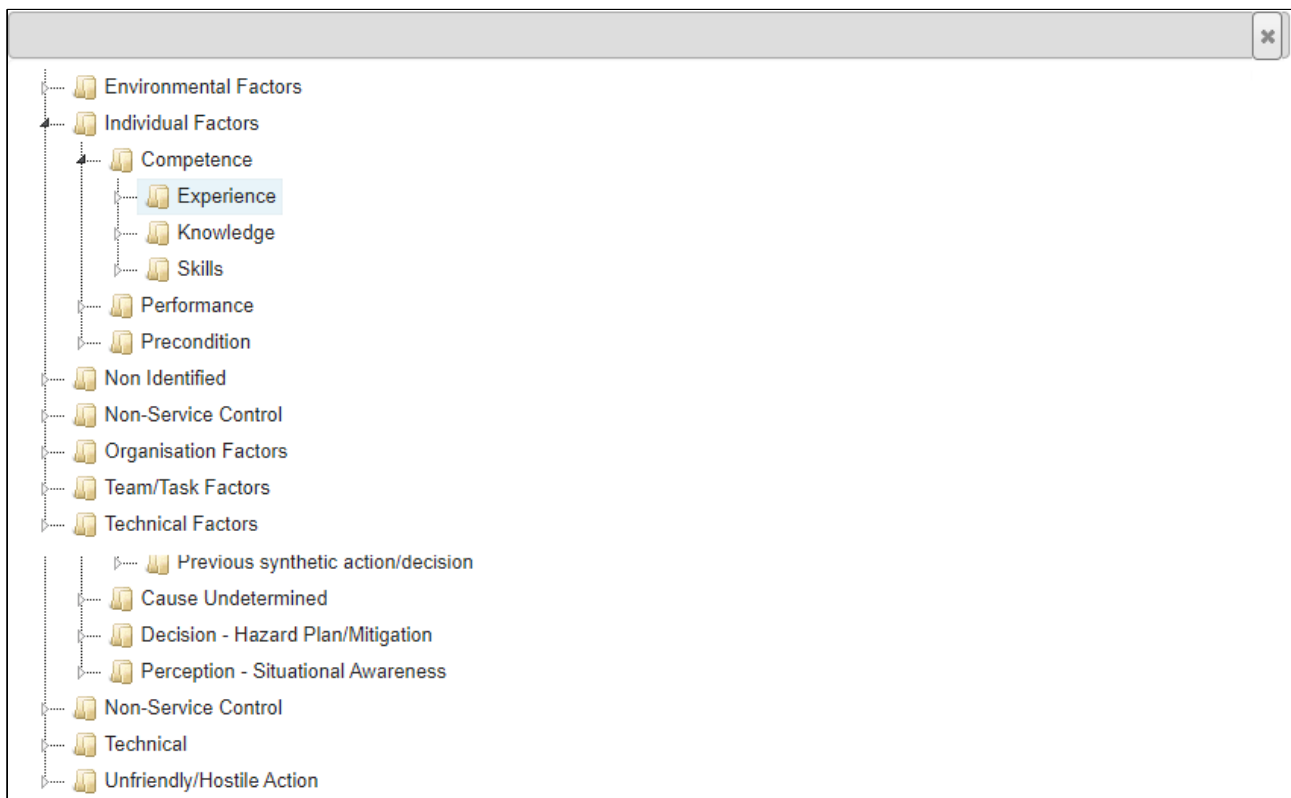 Environmental Factors
Individual Factors
Competence
Experience
Knowledge
Skills
Performance
Precondition
Non Identified
Non-Service Control
Organisation Factors
Team/Task Factors
Technical Factors
Previous synthetic action/decision
Cause Undetermined
Decision - Hazard Plan/Mitigation
Perception - Situational Awareness
Non-Service Control
Technical
Unfriendly/Hostile Action